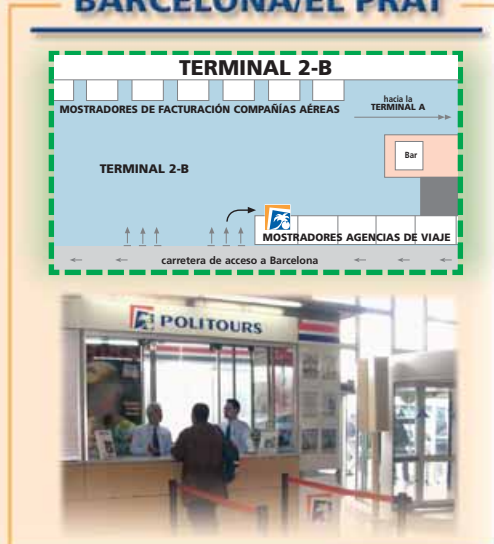 BARCELONA/EL PRAT
TERMINAL 2-B
MOSTRADORES DE FACTURACIÓN COMPAÑÍAS AÉREAS
hacia la
TERMINAL A
TERMINAL 2-B
Bar
MOSTRADORES AGENCIAS DE VIAJE
carretera de acceso a Barcelona
POLITOURS